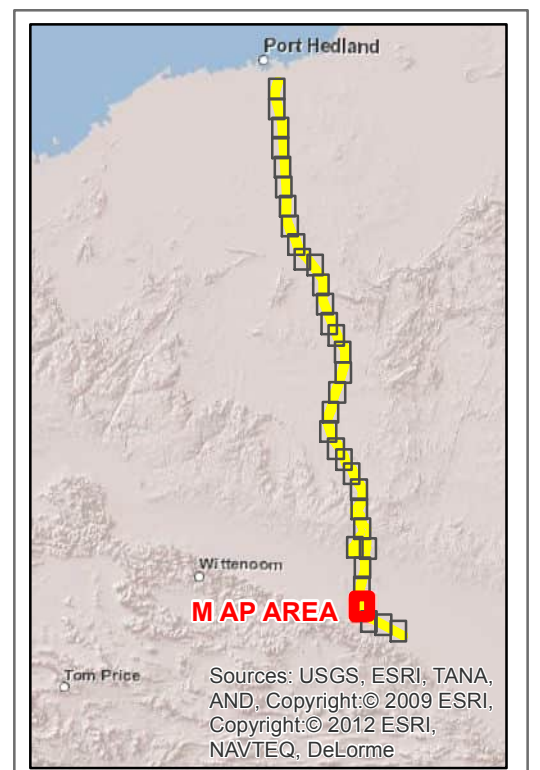 Port Hedland
Wittenoom
M AP AREA
Tom Price
Sources: USGS, ESRI, TANA,
AND, Copyright:© 2009 ESRI,
Copyright:© 2012 ESRI,
NAVTEQ, DeLorme